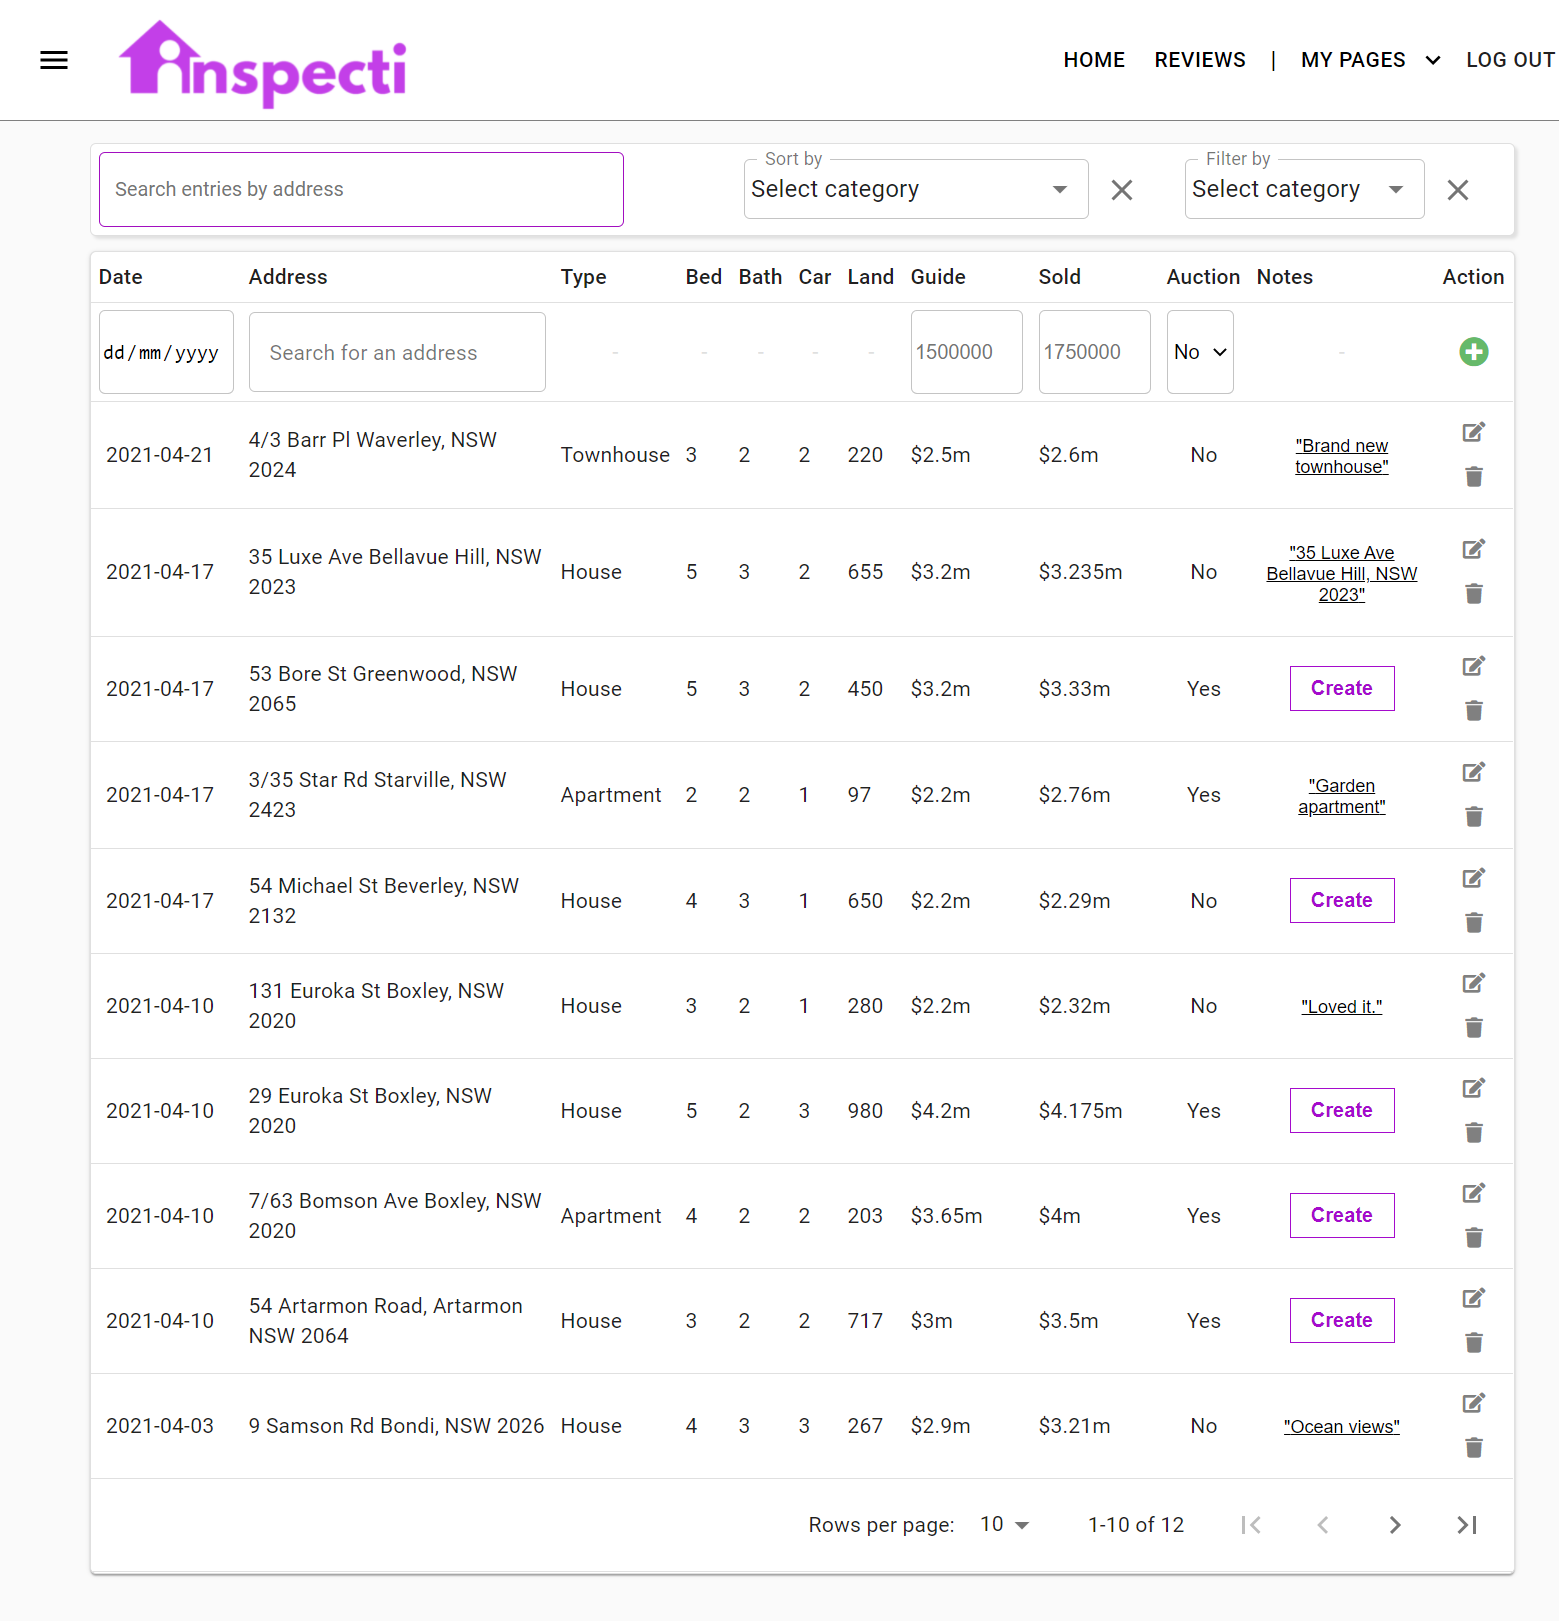 inspecti
HOME REVIEWS | MY PAGES LOG OUT
Search entries by address
Sort by
Select category
Filter by
Select category
Date Address Type Bed Bath Car Land Guide Sold Auction Notes Action
dd/mm/yyyy Search for an address - - - - - 1500000 1750000 No -
2021-04-21 4/3 Barr Pl Waverley, NSW
2024 Townhouse 3 2 2 220 $2.5m $2.6m No "Brand new
townhouse"
2021-04-17 35 Luxe Ave Bellavue Hill, NSW
2023 House 5 3 2 655 $3.2m $3.235m No "35 Luxe Ave
Bellavue Hill, NSW
2023"
2021-04-17 53 Bore St Greenwood, NSW
2065 House 5 3 2 450 $3.2m $3.33m Yes Create
2021-04-17 3/35 Star Rd Starville, NSW
2423 Apartment 2 2 1 97 $2.2m $2.76m Yes "Garden
apartment"
2021-04-17 54 Michael St Beverley, NSW
2132 House 4 3 1 650 $2.2m $2.29m No Create
2021-04-10 131 Euroka St Boxley, NSW
2020 House 3 2 1 280 $2.2m $2.32m No "Loved it."
2021-04-10 29 Euroka St Boxley, NSW
2020 House 5 2 3 980 $4.2m $4.175m Yes Create
2021-04-10 7/63 Bomson Ave Boxley, NSW
2020 Apartment 4 2 2 203 $3.65m $4m Yes Create
2021-04-10 54 Artarmon Road, Artarmon
NSW 2064 House 3 2 2 717 $3m $3.5m Yes Create
2021-04-03 9 Samson Rd Bondi, NSW 2026 House 4 3 3 267 $2.9m $3.21m No "Ocean views"
Rows per page: 10 1-10 of 12